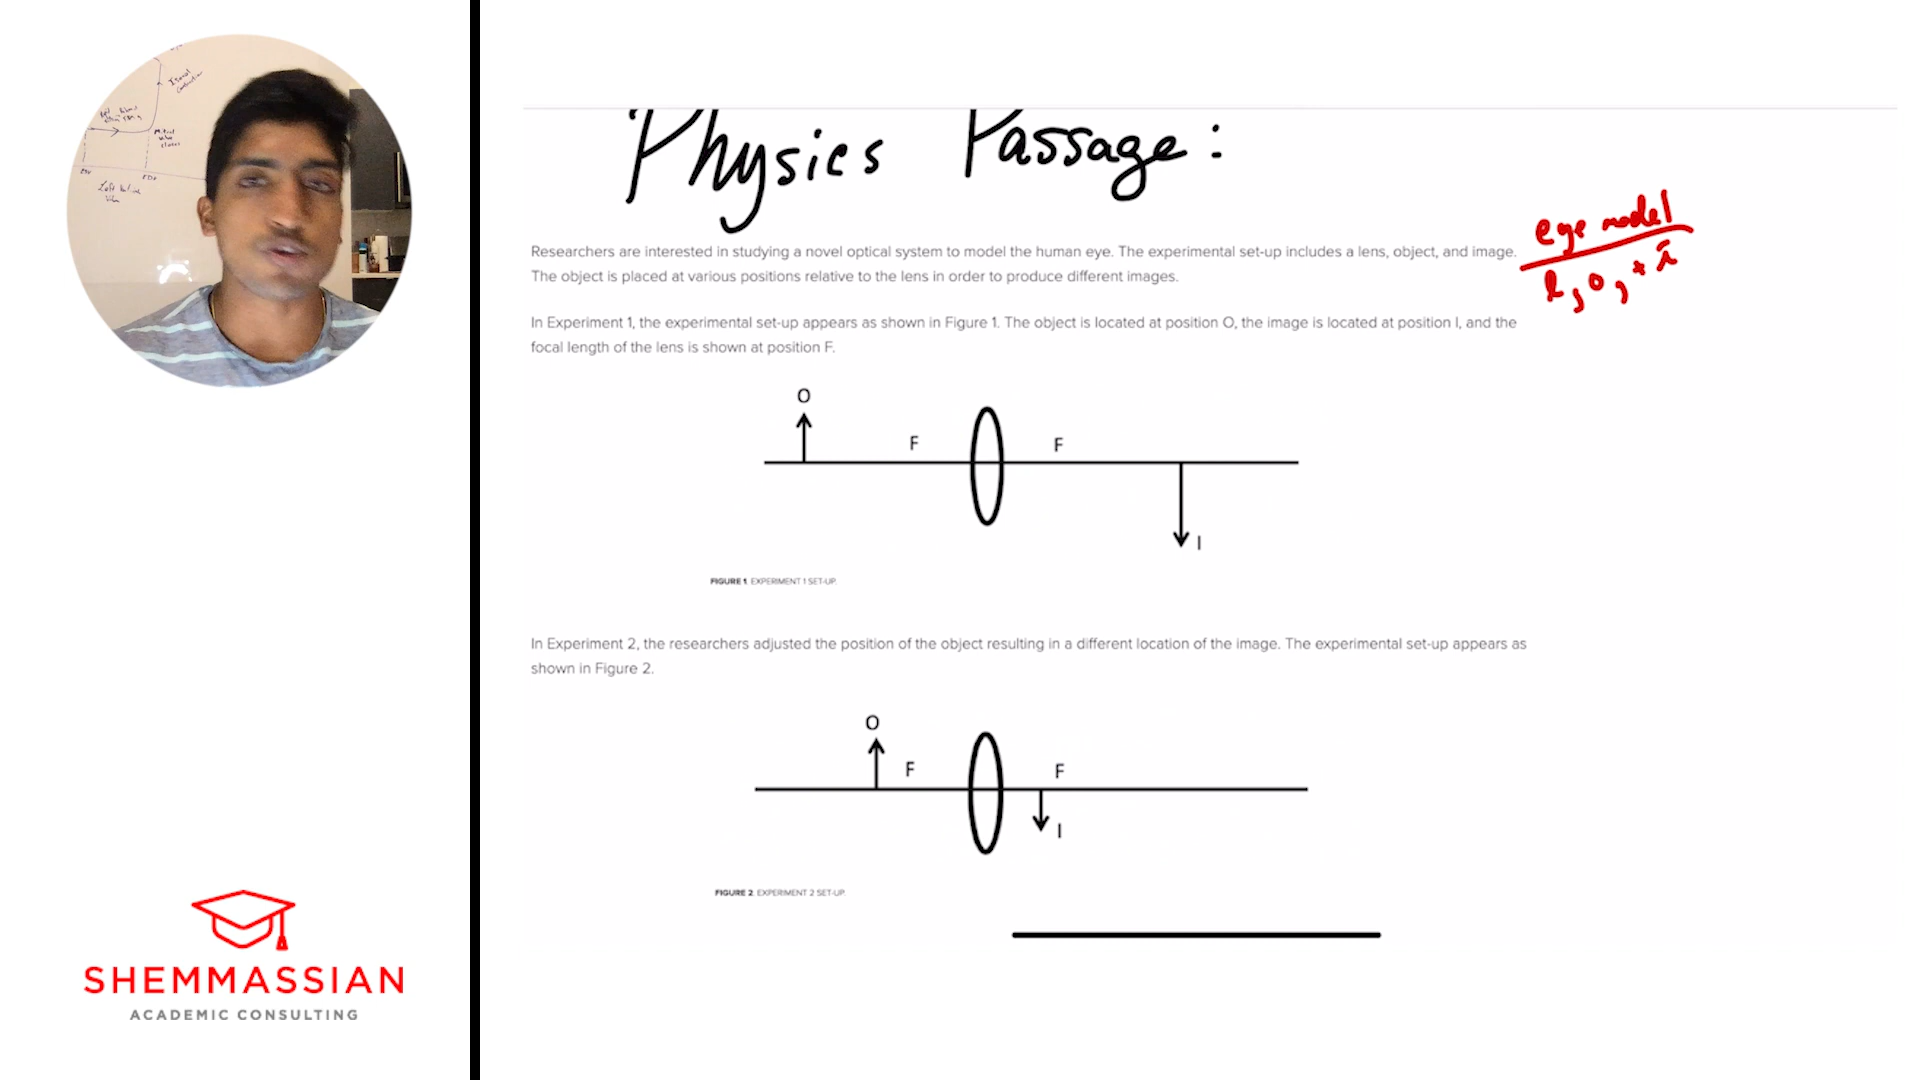 Physics Passage:
eye model
l, o, + i
Researchers are interested in studying a novel optical system to model the human eye. The experimental set-up includes a lens, object, and image.
The object is placed at various positions relative to the lens in order to produce different images.
In Experiment 1, the experimental set-up appears as shown in Figure 1. The object is located at position O, the image is located at position I, and the
focal length of the lens is shown at position F.
O
F
F
I
FIGURE 1. EXPERIMENT 1 SET-UP.
In Experiment 2, the researchers adjusted the position of the object resulting in a different location of the image. The experimental set-up appears as
shown in Figure 2.
O
F
F
I
FIGURE 2. EXPERIMENT 2 SET-UP.
SHEMMASSIAN
ACADEMIC CONSULTING